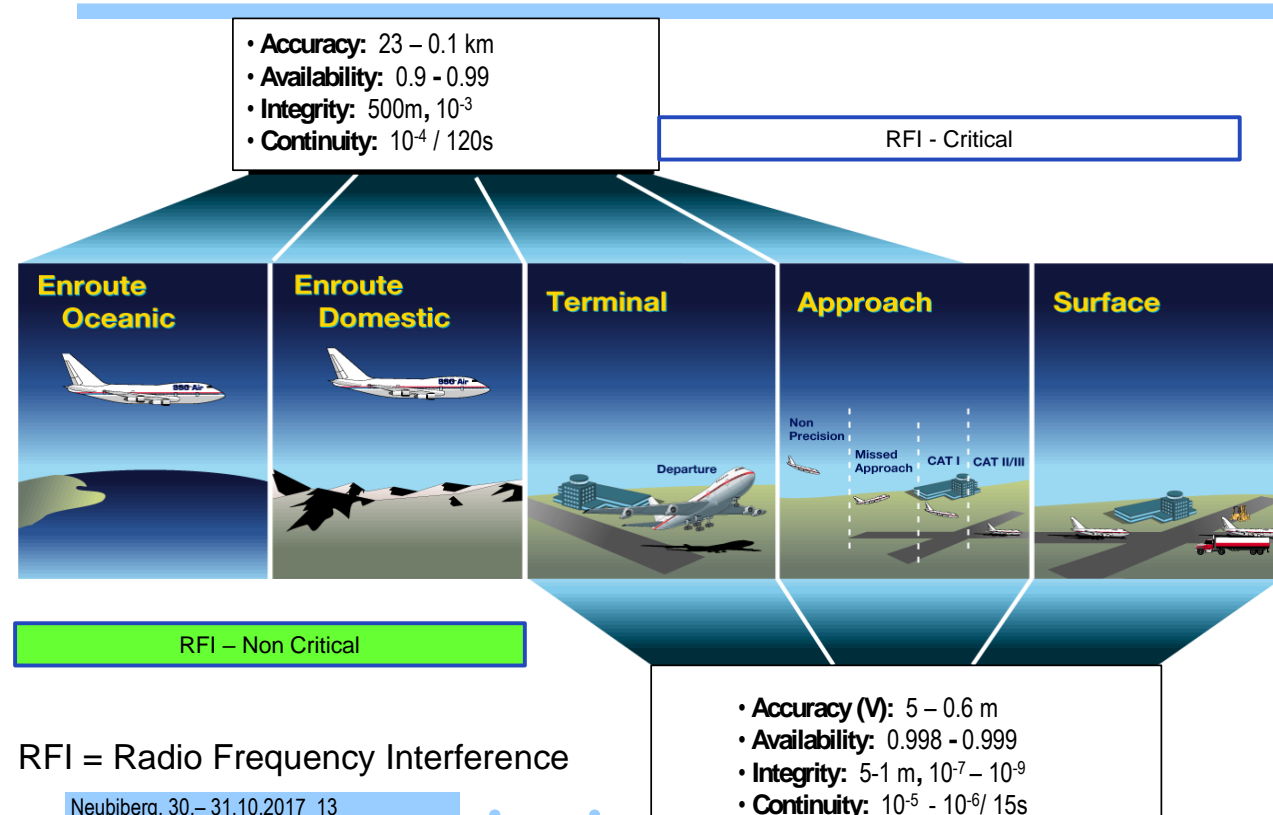 • Accuracy: 23 – 0.1 km
• Availability: 0.9 - 0.99
• Integrity: 500m, 10⁻³
• Continuity: 10⁻⁴ / 120s
RFI - Critical
Enroute
Oceanic
Enroute
Domestic
Terminal
Approach
Surface
Non
Precision
Missed
Approach
CAT I
CAT II/III
Departure
RFI – Non Critical
RFI = Radio Frequency Interference
Neubiberg, 30.– 31.10.2017 13
• Accuracy (V): 5 – 0.6 m
• Availability: 0.998 - 0.999
• Integrity: 5-1 m, 10⁻⁷ – 10⁻⁹
• Continuity: 10⁻⁵ - 10⁻⁶/ 15s